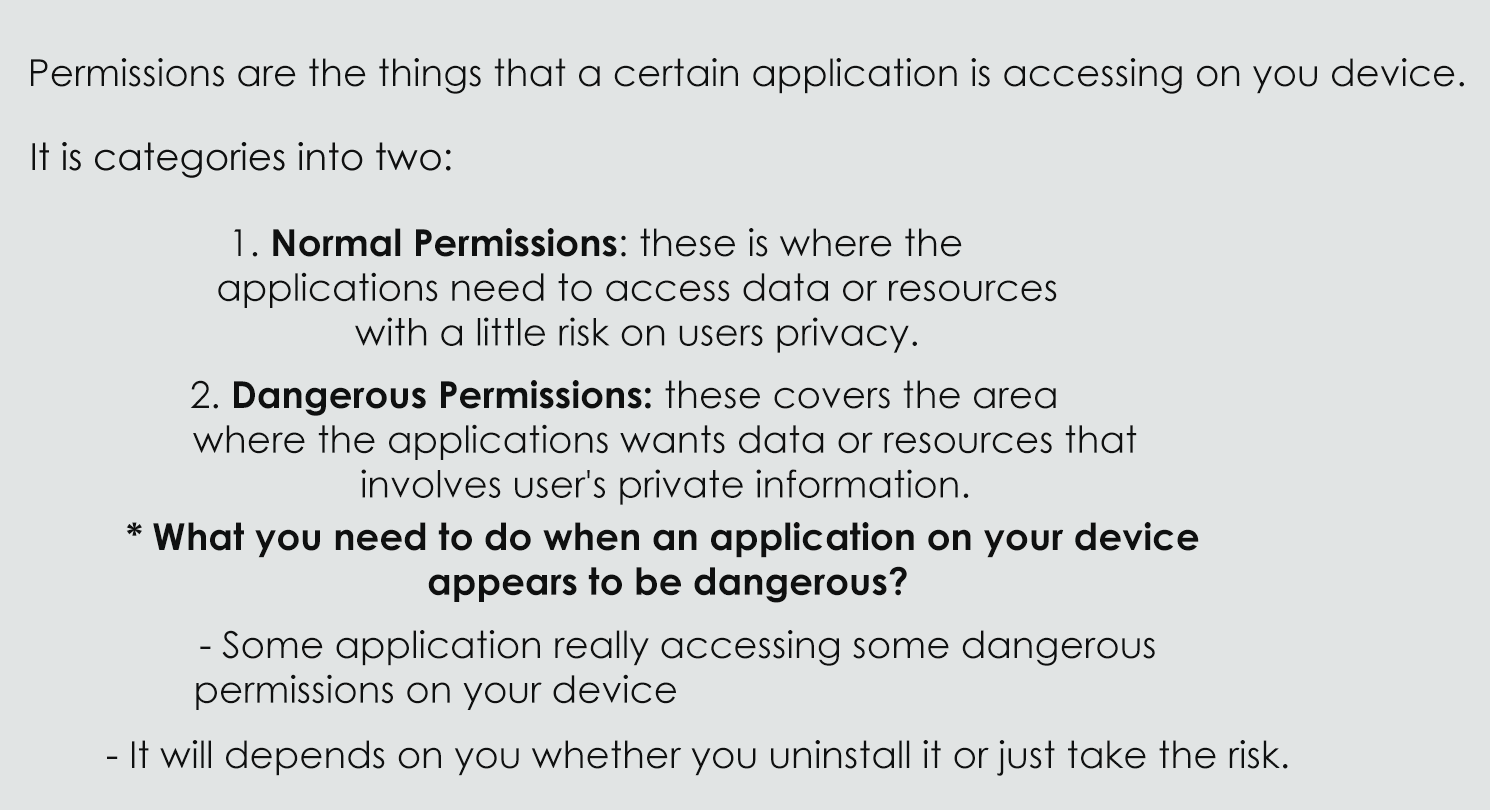 Permissions are the things that a certain application is accessing on you device.
It is categories into two:
1. Normal Permissions: these is where the
applications need to access data or resources
with a little risk on users privacy.
2. Dangerous Permissions: these covers the area
where the applications wants data or resources that
involves user's private information.
* What you need to do when an application on your device
appears to be dangerous?
- Some application really accessing some dangerous
permissions on your device
- It will depends on you whether you uninstall it or just take the risk.